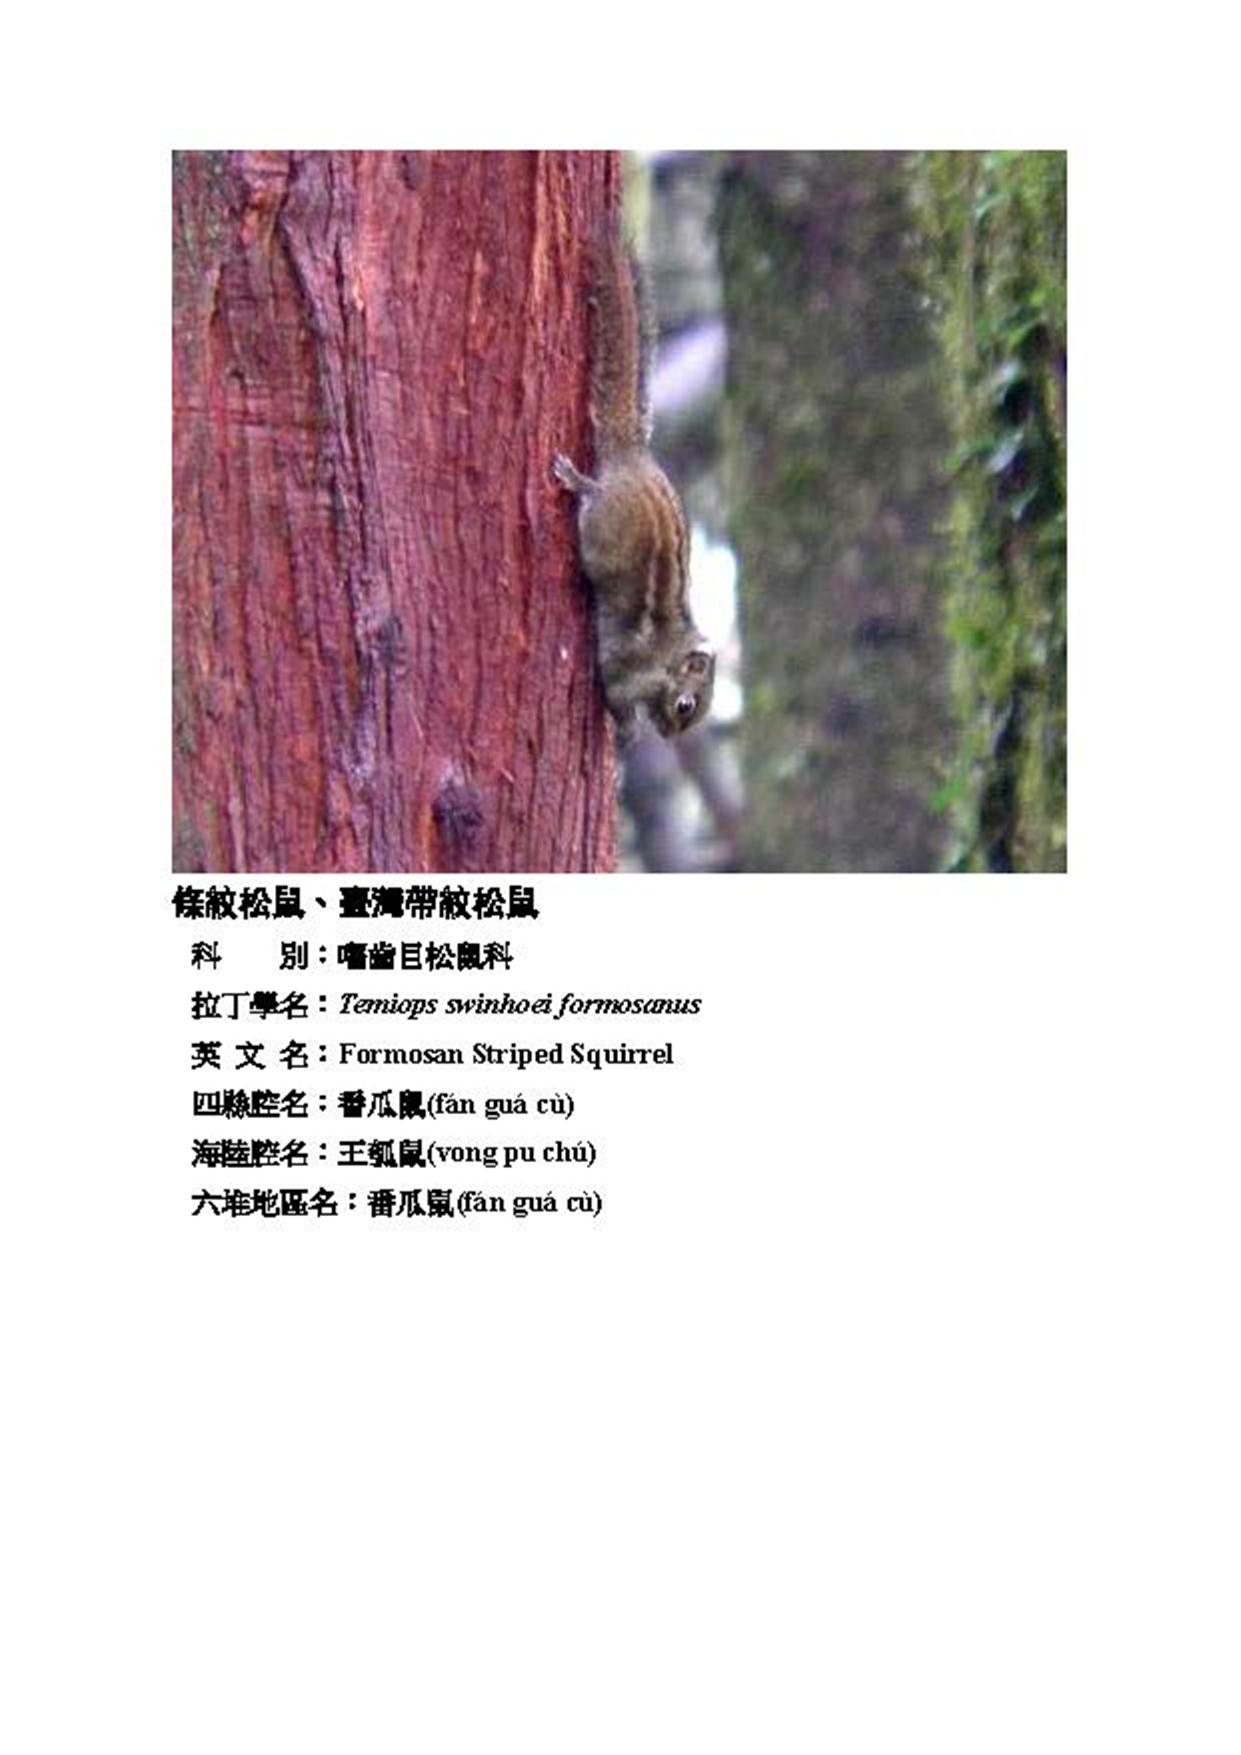 條紋松鼠、臺灣帶紋松鼠
科 別：嚙齒目松鼠科
拉丁學名：Temiops swinhoei formosanus
英 文 名：Formosan Striped Squirrel
四縣腔名：番瓜鼠(fán guá cù)
海陸腔名：王瓠鼠(vong pu chú)
六堆地區名：番瓜鼠(fán guá cù)